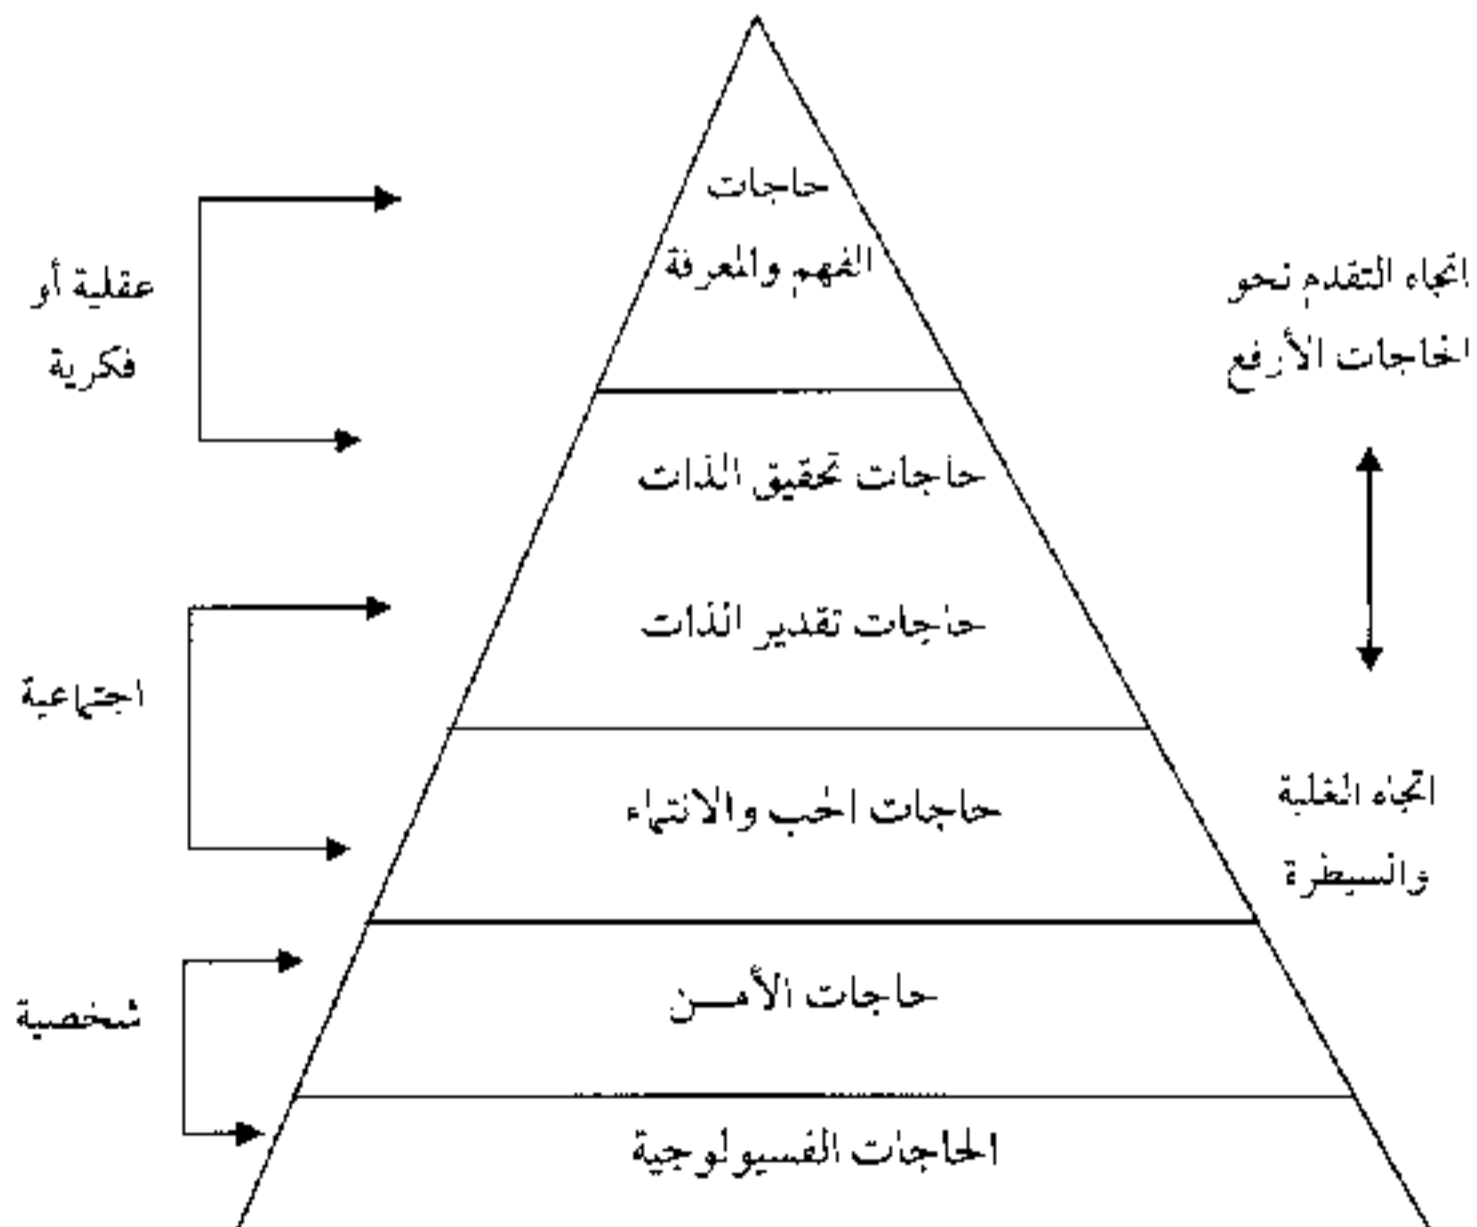 حاجات
الفهم والمعرفة
حاجات تحقيق الذات
حاجات تقدير الذات
حاجات الحب والانتماء
حاجات الأمــن
الحاجات الفسيولوجية
اتجاه التقدم نحو
الحاجات الأرفع
اتجاه الغلبة
والسيطرة
عقلية أو
فكرية
اجتماعية
شخصية